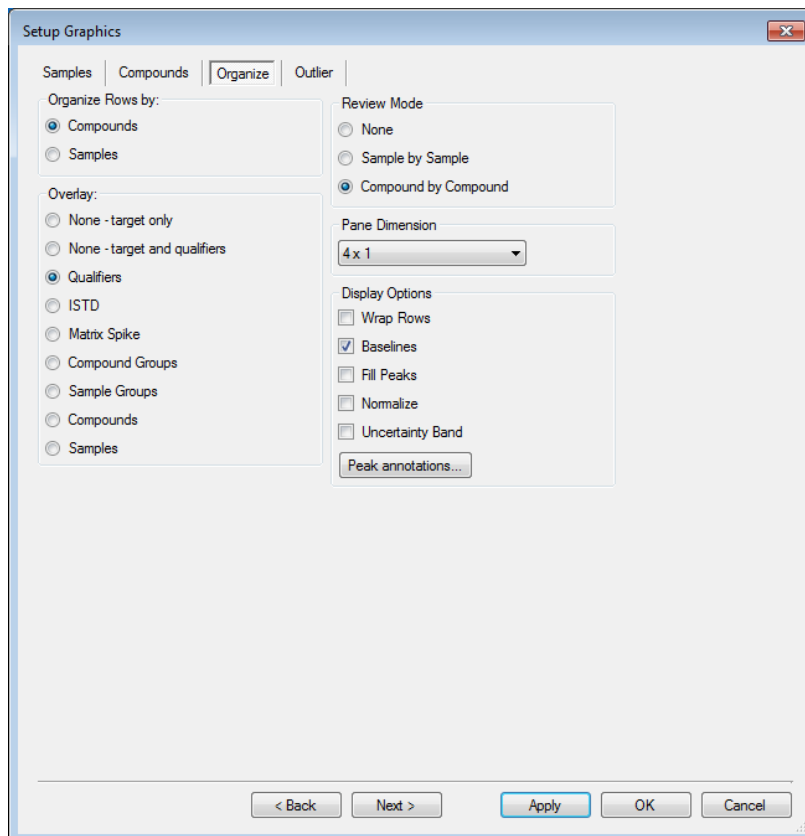 Setup Graphics
Samples
Compounds
Organize
Outlier
Organize Rows by:
Compounds
Samples
Overlay:
None - target only
None - target and qualifiers
Qualifiers
ISTD
Matrix Spike
Compound Groups
Sample Groups
Compounds
Samples
Review Mode
None
Sample by Sample
Compound by Compound
Pane Dimension
4 x 1
Display Options
Wrap Rows
Baselines
Fill Peaks
Normalize
Uncertainty Band
Peak annotations...
< Back
Next >
Apply
OK
Cancel